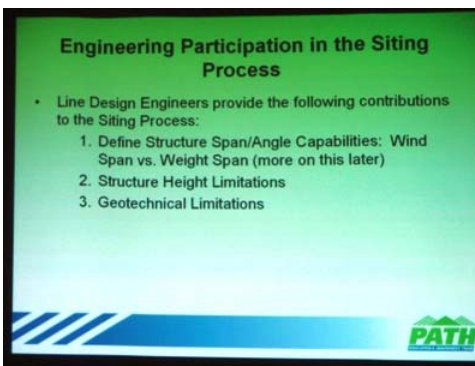 Engineering Participation in the Siting
Process
• Line Design Engineers provide the following contributions
to the Siting Process:
1. Define Structure Span/Angle Capabilities: Wind
Span vs. Weight Span (more on this later)
2. Structure Height Limitations
3. Geotechnical Limitations
PATH